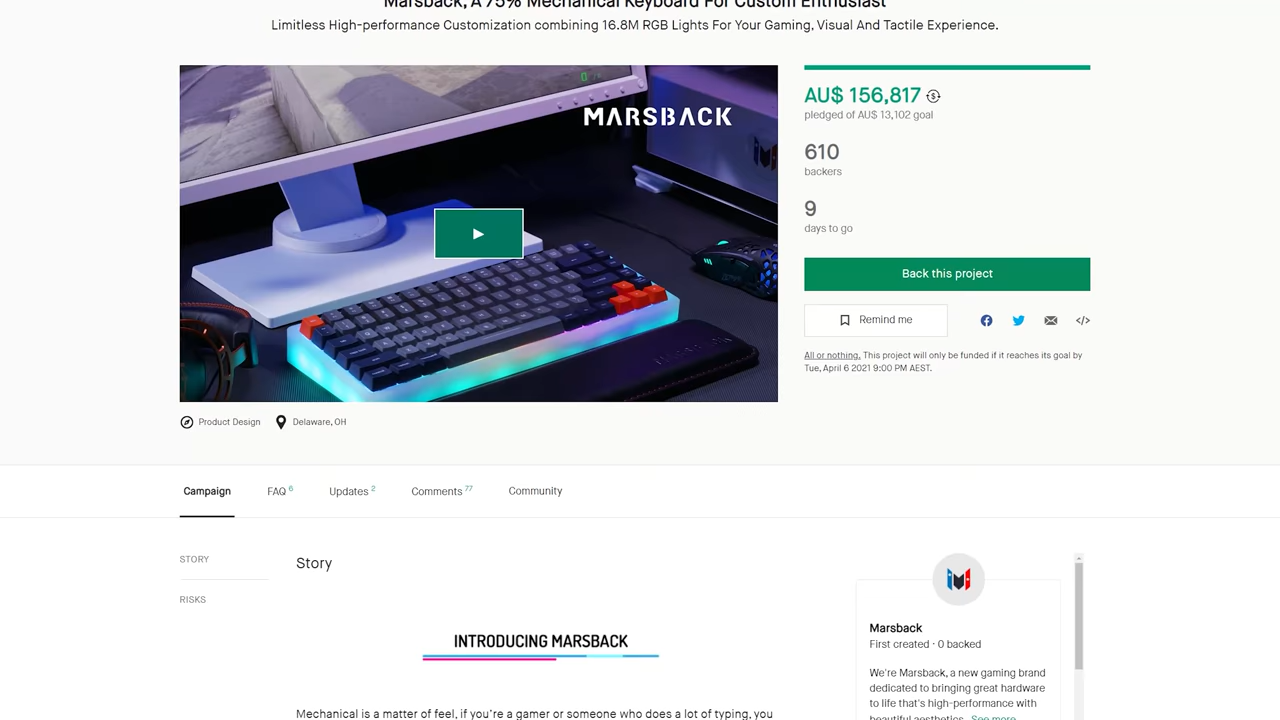 Marsback, A 75% Mechanical Keyboard For Custom Enthusiast
Limitless High-performance Customization combining 16.8M RGB Lights For Your Gaming, Visual And Tactile Experience.
MARSBACK
AU$ 156,817
pledged of AU$ 13,102 goal
610
backers
9
days to go
Back this project
Remind me
All or nothing. This project will only be funded if it reaches its goal by
Tue, April 6 2021 9:00 PM AEST.
Product Design Delaware, OH
Campaign FAQ 6 Updates 2 Comments 77 Community
STORY
RISKS
Story
INTRODUCING MARSBACK
Mechanical is a matter of feel, if you're a gamer or someone who does a lot of typing, you
Marsback
First created · 0 backed
We're Marsback, a new gaming brand
dedicated to bringing great hardware
to life that's high-performance with
beautiful aesthetics. See more